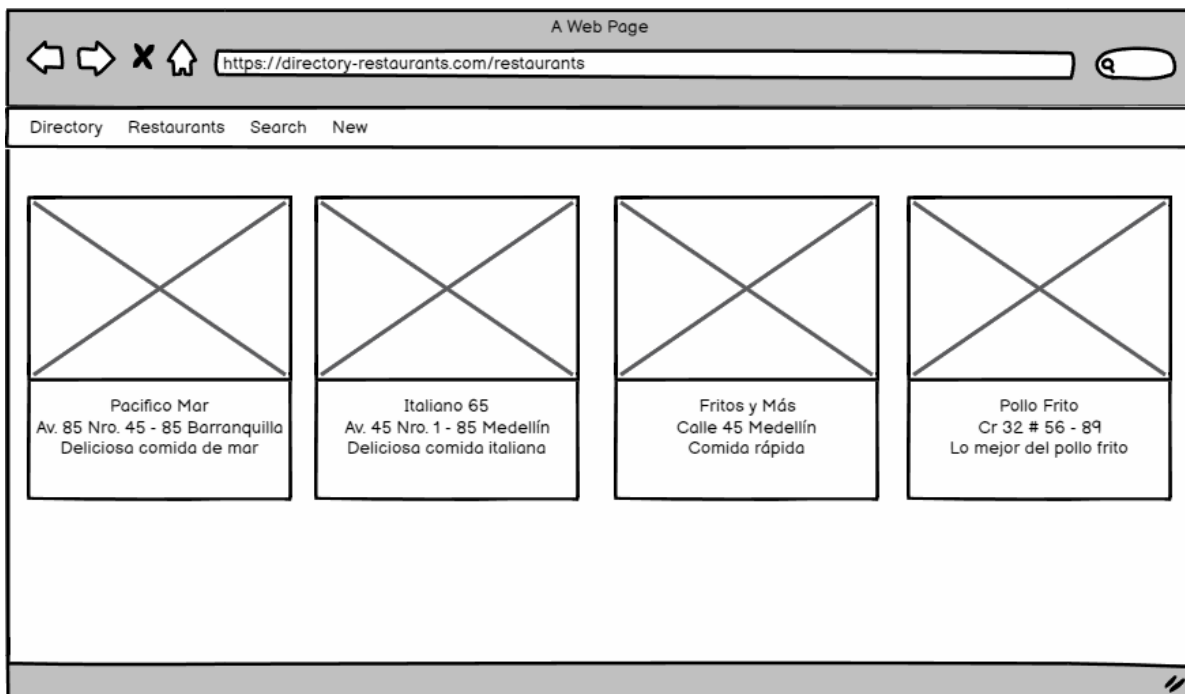 A Web Page
https://directory-restaurants.com/restaurants
Directory Restaurants Search New
Pacifico Mar
Av. 85 Nro. 45 - 85 Barranquilla
Deliciosa comida de mar
Italiano 65
Av. 45 Nro. 1 - 85 Medellín
Deliciosa comida italiana
Fritos y Más
Calle 45 Medellín
Comida rápida
Pollo Frito
Cr 32 # 56 - 89
Lo mejor del pollo frito